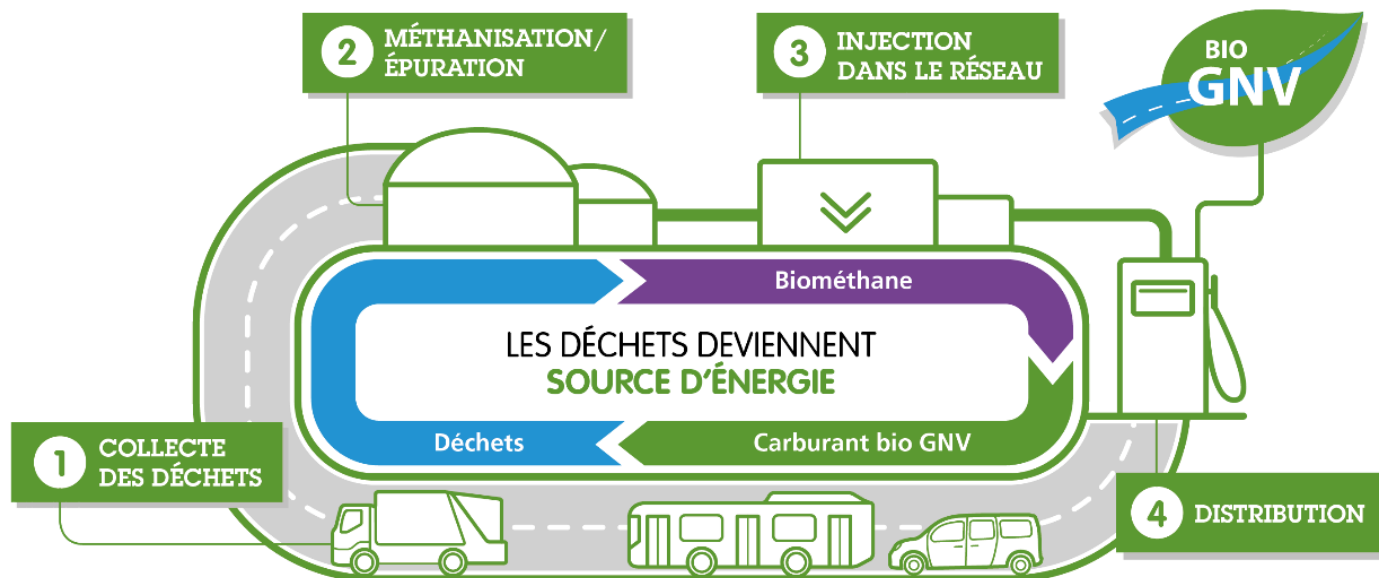 2
MÉTHANISATION/
ÉPURATION
3
INJECTION
DANS LE RÉSEAU
BIO
GNV
Biométhane
LES DÉCHETS DEVIENNENT
SOURCE D'ÉNERGIE
Déchets
Carburant bio GNV
1
COLLECTE
DES DÉCHETS
4
DISTRIBUTION